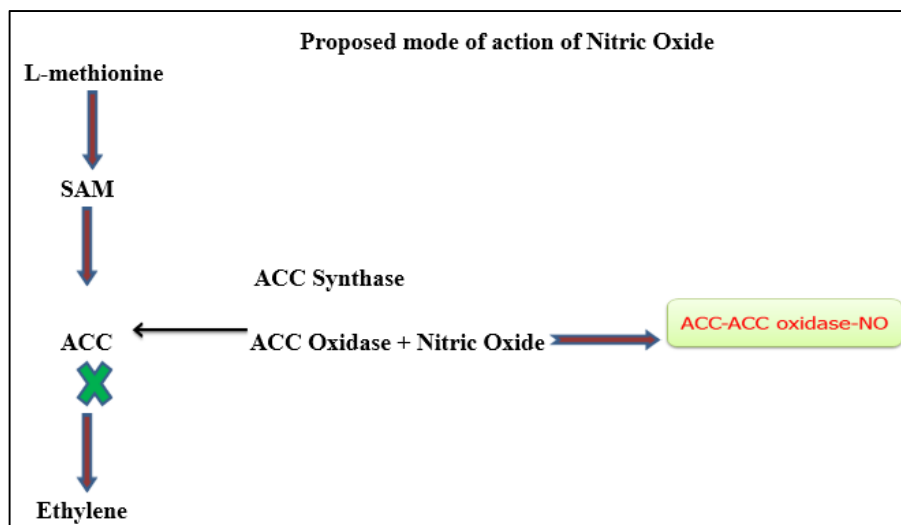 Proposed mode of action of Nitric Oxide
L-methionine
SAM
ACC Synthase
ACC
ACC Oxidase + Nitric Oxide
ACC-ACC oxidase-NO
Ethylene